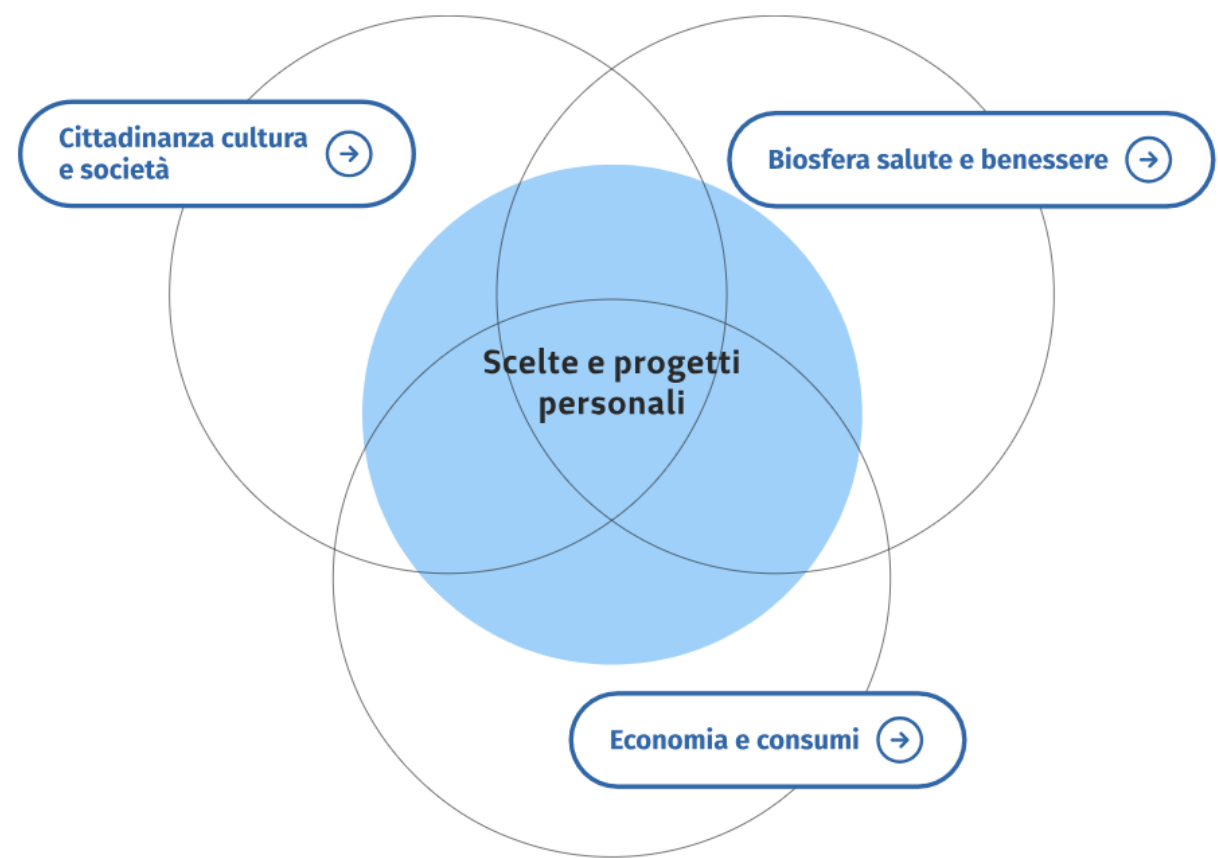 Cittadinanza cultura
e società
Biosfera salute e benessere
Scelte e progetti
personali
Economia e consumi